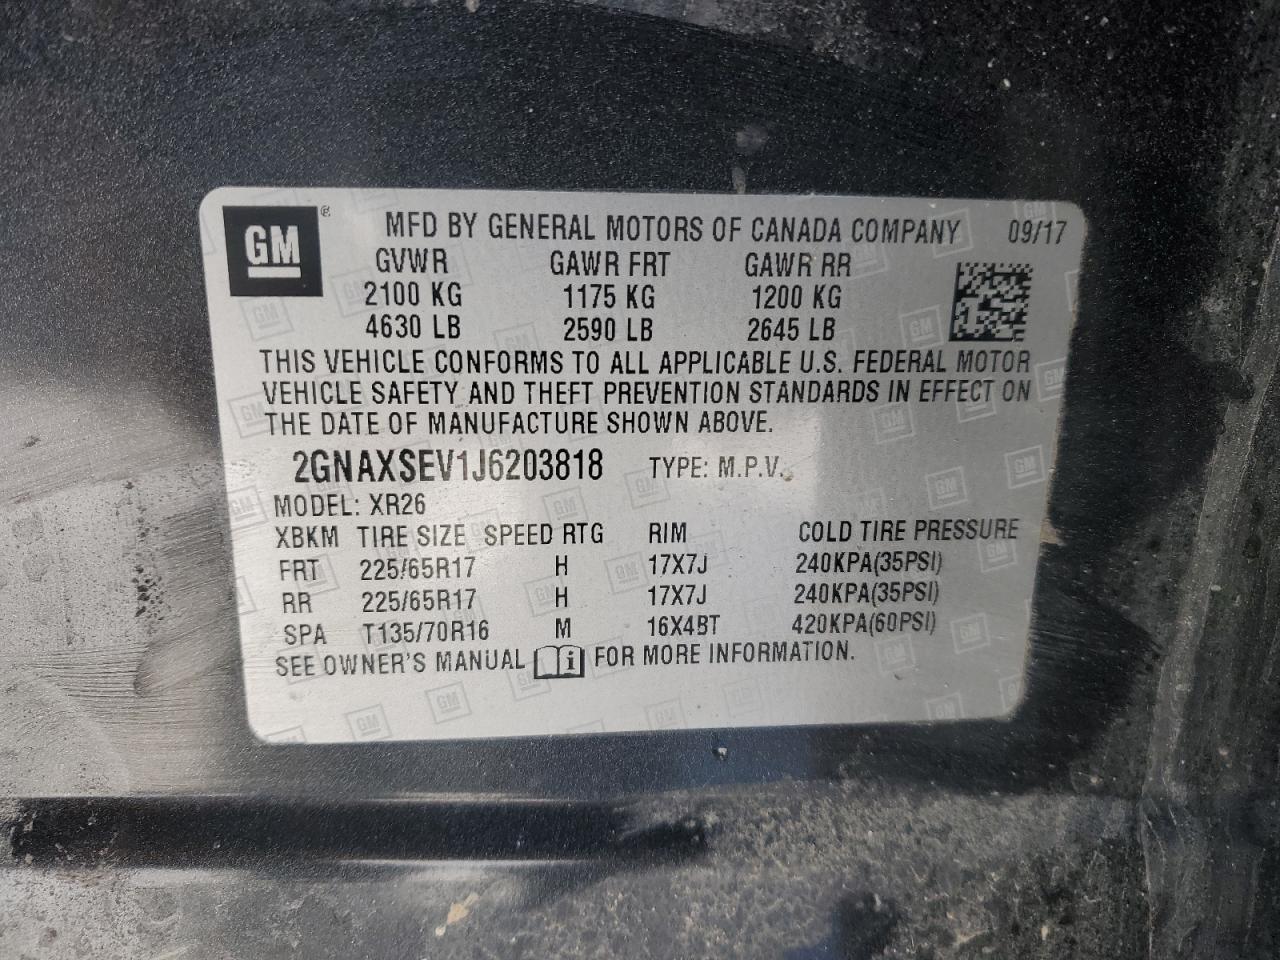 GM ® MFD BY GENERAL MOTORS OF CANADA COMPANY 09/17
GVWR GAWR FRT GAWR RR
2100 KG 1175 KG 1200 KG
4630 LB 2590 LB 2645 LB
THIS VEHICLE CONFORMS TO ALL APPLICABLE U.S. FEDERAL MOTOR
VEHICLE SAFETY AND THEFT PREVENTION STANDARDS IN EFFECT ON
THE DATE OF MANUFACTURE SHOWN ABOVE.
2GNAXSEV1J6203818 TYPE: M.P.V.
MODEL: XR26
XBKM TIRE SIZE SPEED RTG RIM COLD TIRE PRESSURE
FRT 225/65R17 H 17X7J 240KPA(35PSI)
RR 225/65R17 H 17X7J 240KPA(35PSI)
SPA T135/70R16 M 16X4BT 420KPA(60PSI)
SEE OWNER'S MANUAL i FOR MORE INFORMATION.